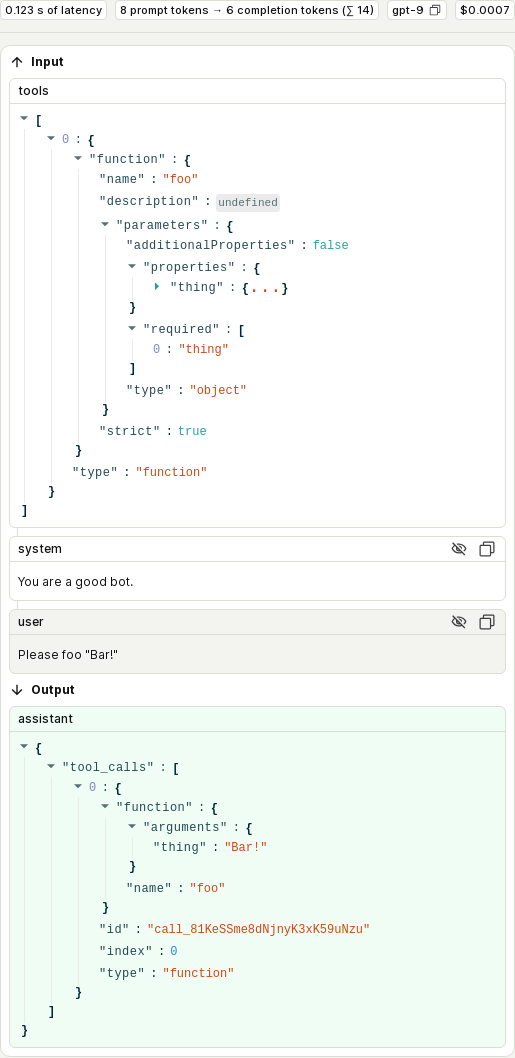 0.123 s of latency 8 prompt tokens → 6 completion tokens (∑ 14) gpt-9 $0.0007
↑ Input
tools
[
0 : {
"function" : {
"name" : "foo"
"description" : undefined
"parameters" : {
"additionalProperties" : false
"properties" : {
"thing" : {...}
}
"required" : [
0 : "thing"
]
"type" : "object"
}
"strict" : true
}
"type" : "function"
}
]
system
You are a good bot.
user
Please foo "Bar!"
↓ Output
assistant
{
"tool_calls" : [
0 : {
"function" : {
"arguments" : {
"thing" : "Bar!"
}
"name" : "foo"
}
"id" : "call_81KeSSme8dNjnyK3xK59uNzu"
"index" : 0
"type" : "function"
}
]
}